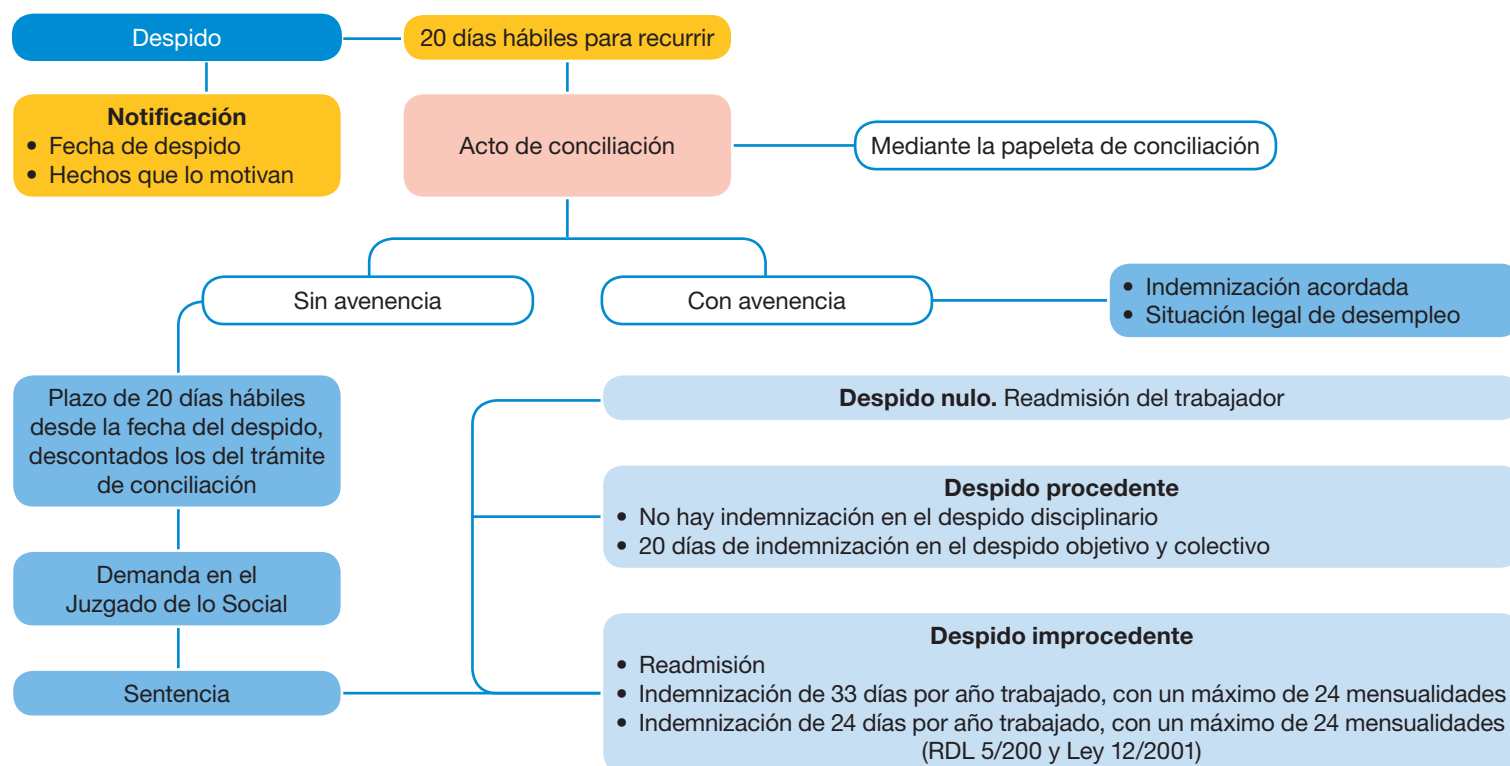 Despido
20 días hábiles para recurrir
Notificación
• Fecha de despido
• Hechos que lo motivan
Acto de conciliación
Mediante la papeleta de conciliación
Sin avenencia
Con avenencia
• Indemnización acordada
• Situación legal de desempleo
Plazo de 20 días hábiles
desde la fecha del despido,
descontados los del trámite
de conciliación
Demanda en el
Juzgado de lo Social
Sentencia
Despido nulo. Readmisión del trabajador
Despido procedente
• No hay indemnización en el despido disciplinario
• 20 días de indemnización en el despido objetivo y colectivo
Despido improcedente
• Readmisión
• Indemnización de 33 días por año trabajado, con un máximo de 24 mensualidades
• Indemnización de 24 días por año trabajado, con un máximo de 24 mensualidades
(RDL 5/200 y Ley 12/2001)